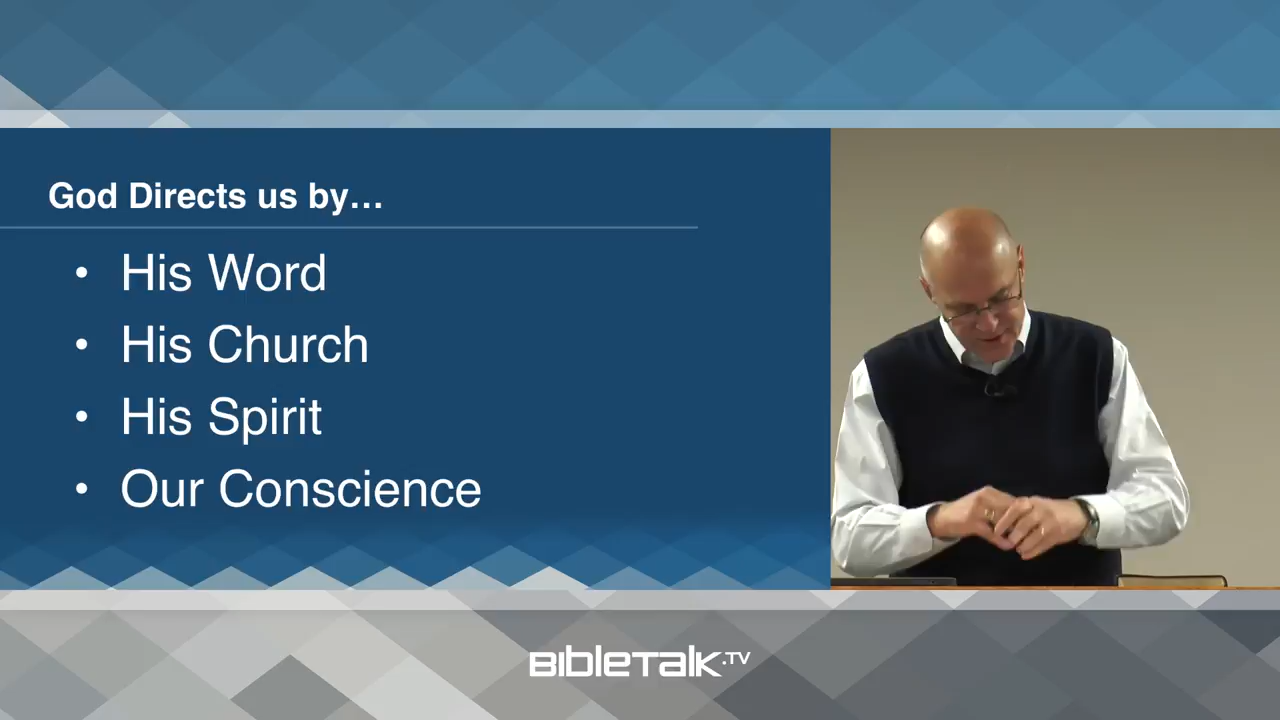 God Directs us by…
• His Word
• His Church
• His Spirit
• Our Conscience
BIBLETALK.TV